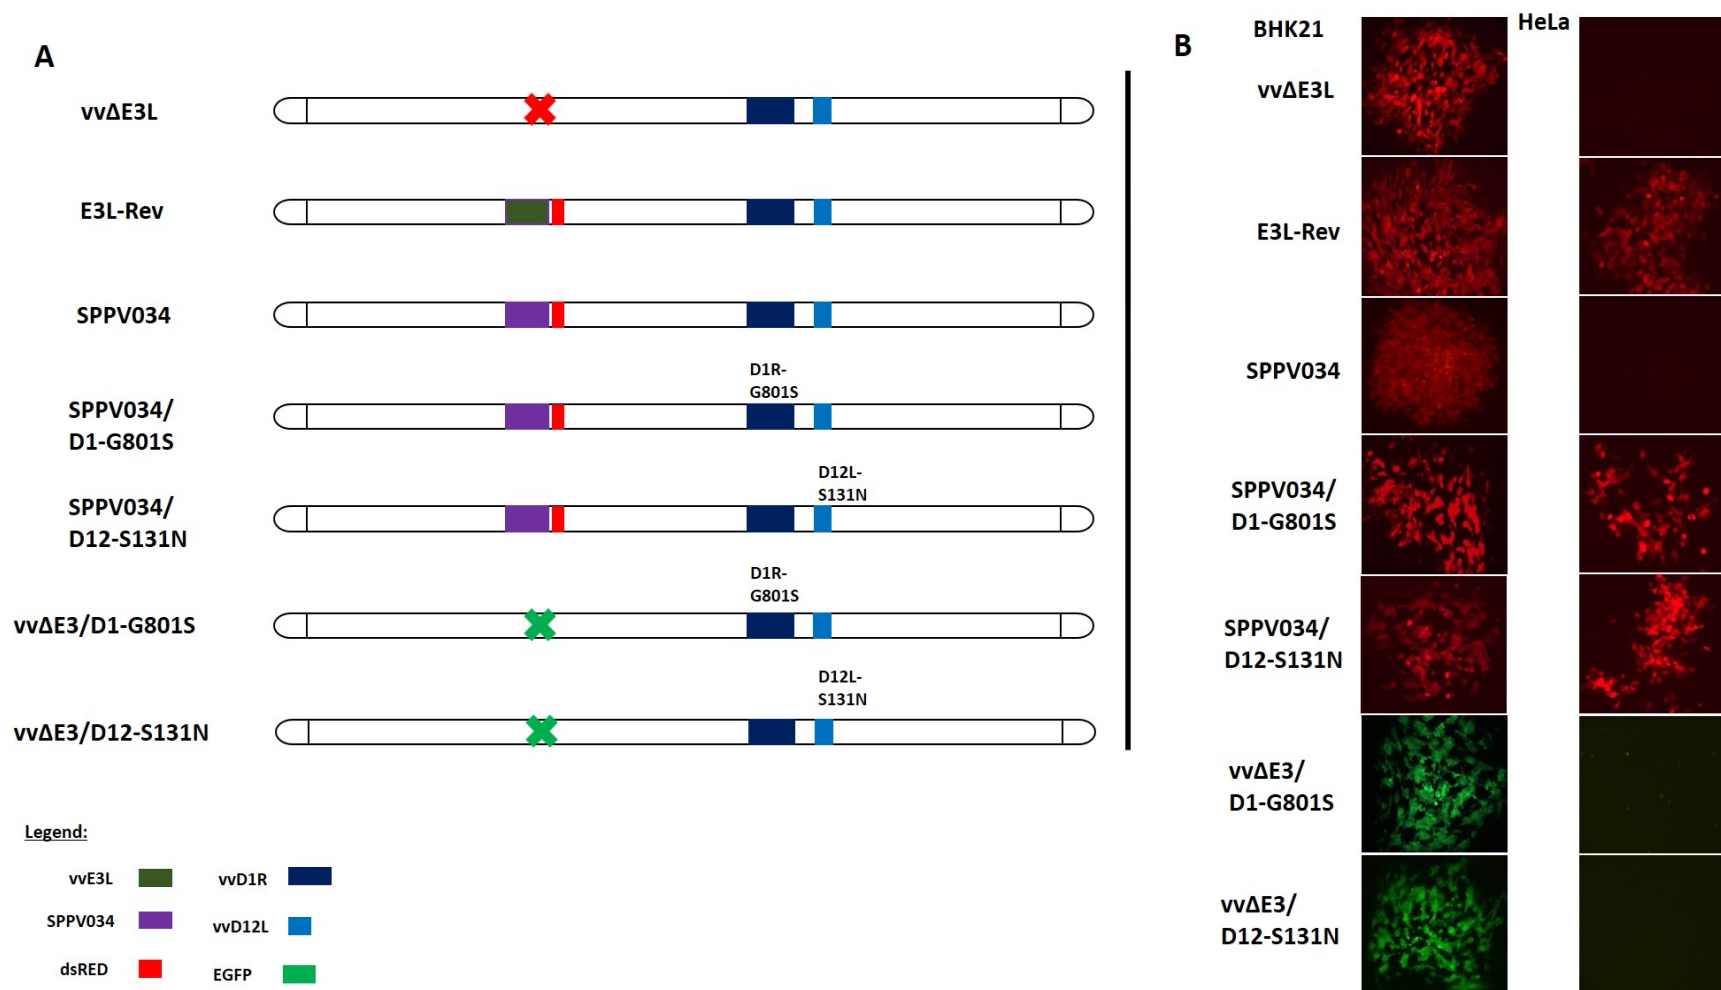 A
vvΔE3L
E3L-Rev
SPPV034
D1R-
G801S
SPPV034/
D1-G801S
D12L-
S131N
SPPV034/
D12-S131N
D1R-
G801S
vvΔE3/D1-G801S
D12L-
S131N
vvΔE3/D12-S131N
Legend:
vvE3L
vvD1R
SPPV034
vvD12L
dsRED
EGFP
B
BHK21
HeLa
vvΔE3L
E3L-Rev
SPPV034
SPPV034/
D1-G801S
SPPV034/
D12-S131N
vvΔE3/
D1-G801S
vvΔE3/
D12-S131N